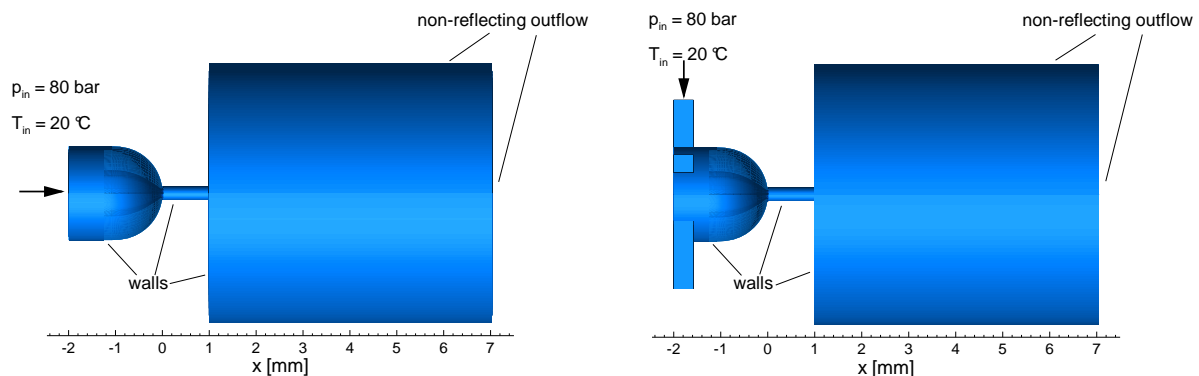 non-reflecting outflow
p_in = 80 bar
T_in = 20 °C
walls
-2 -1 0 1 2 3 4 5 6 7
x [mm]
non-reflecting outflow
p_in = 80 bar
T_in = 20 °C
walls
-2 -1 0 1 2 3 4 5 6 7
x [mm]